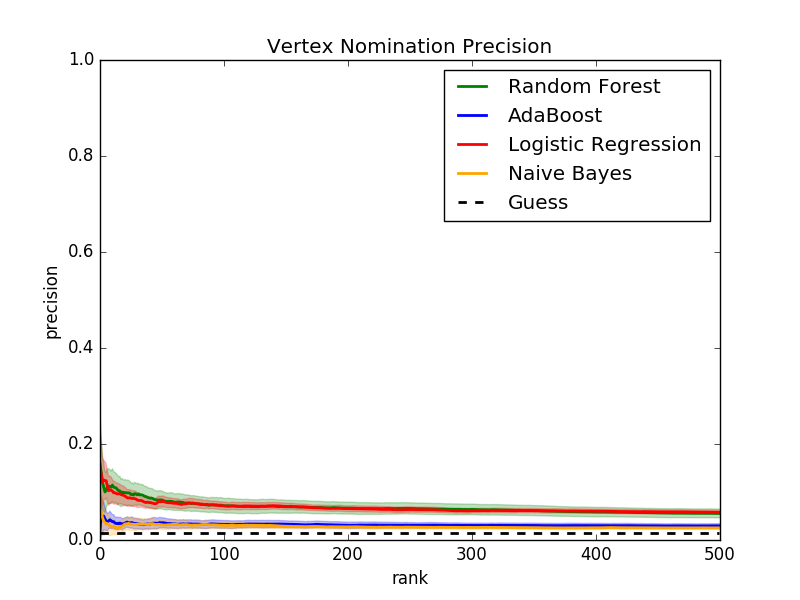 Vertex Nomination Precision
1.0
0.8
0.6
0.4
0.2
0.0
precision
Random Forest
AdaBoost
Logistic Regression
Naive Bayes
Guess
0 100 200 300 400 500
rank